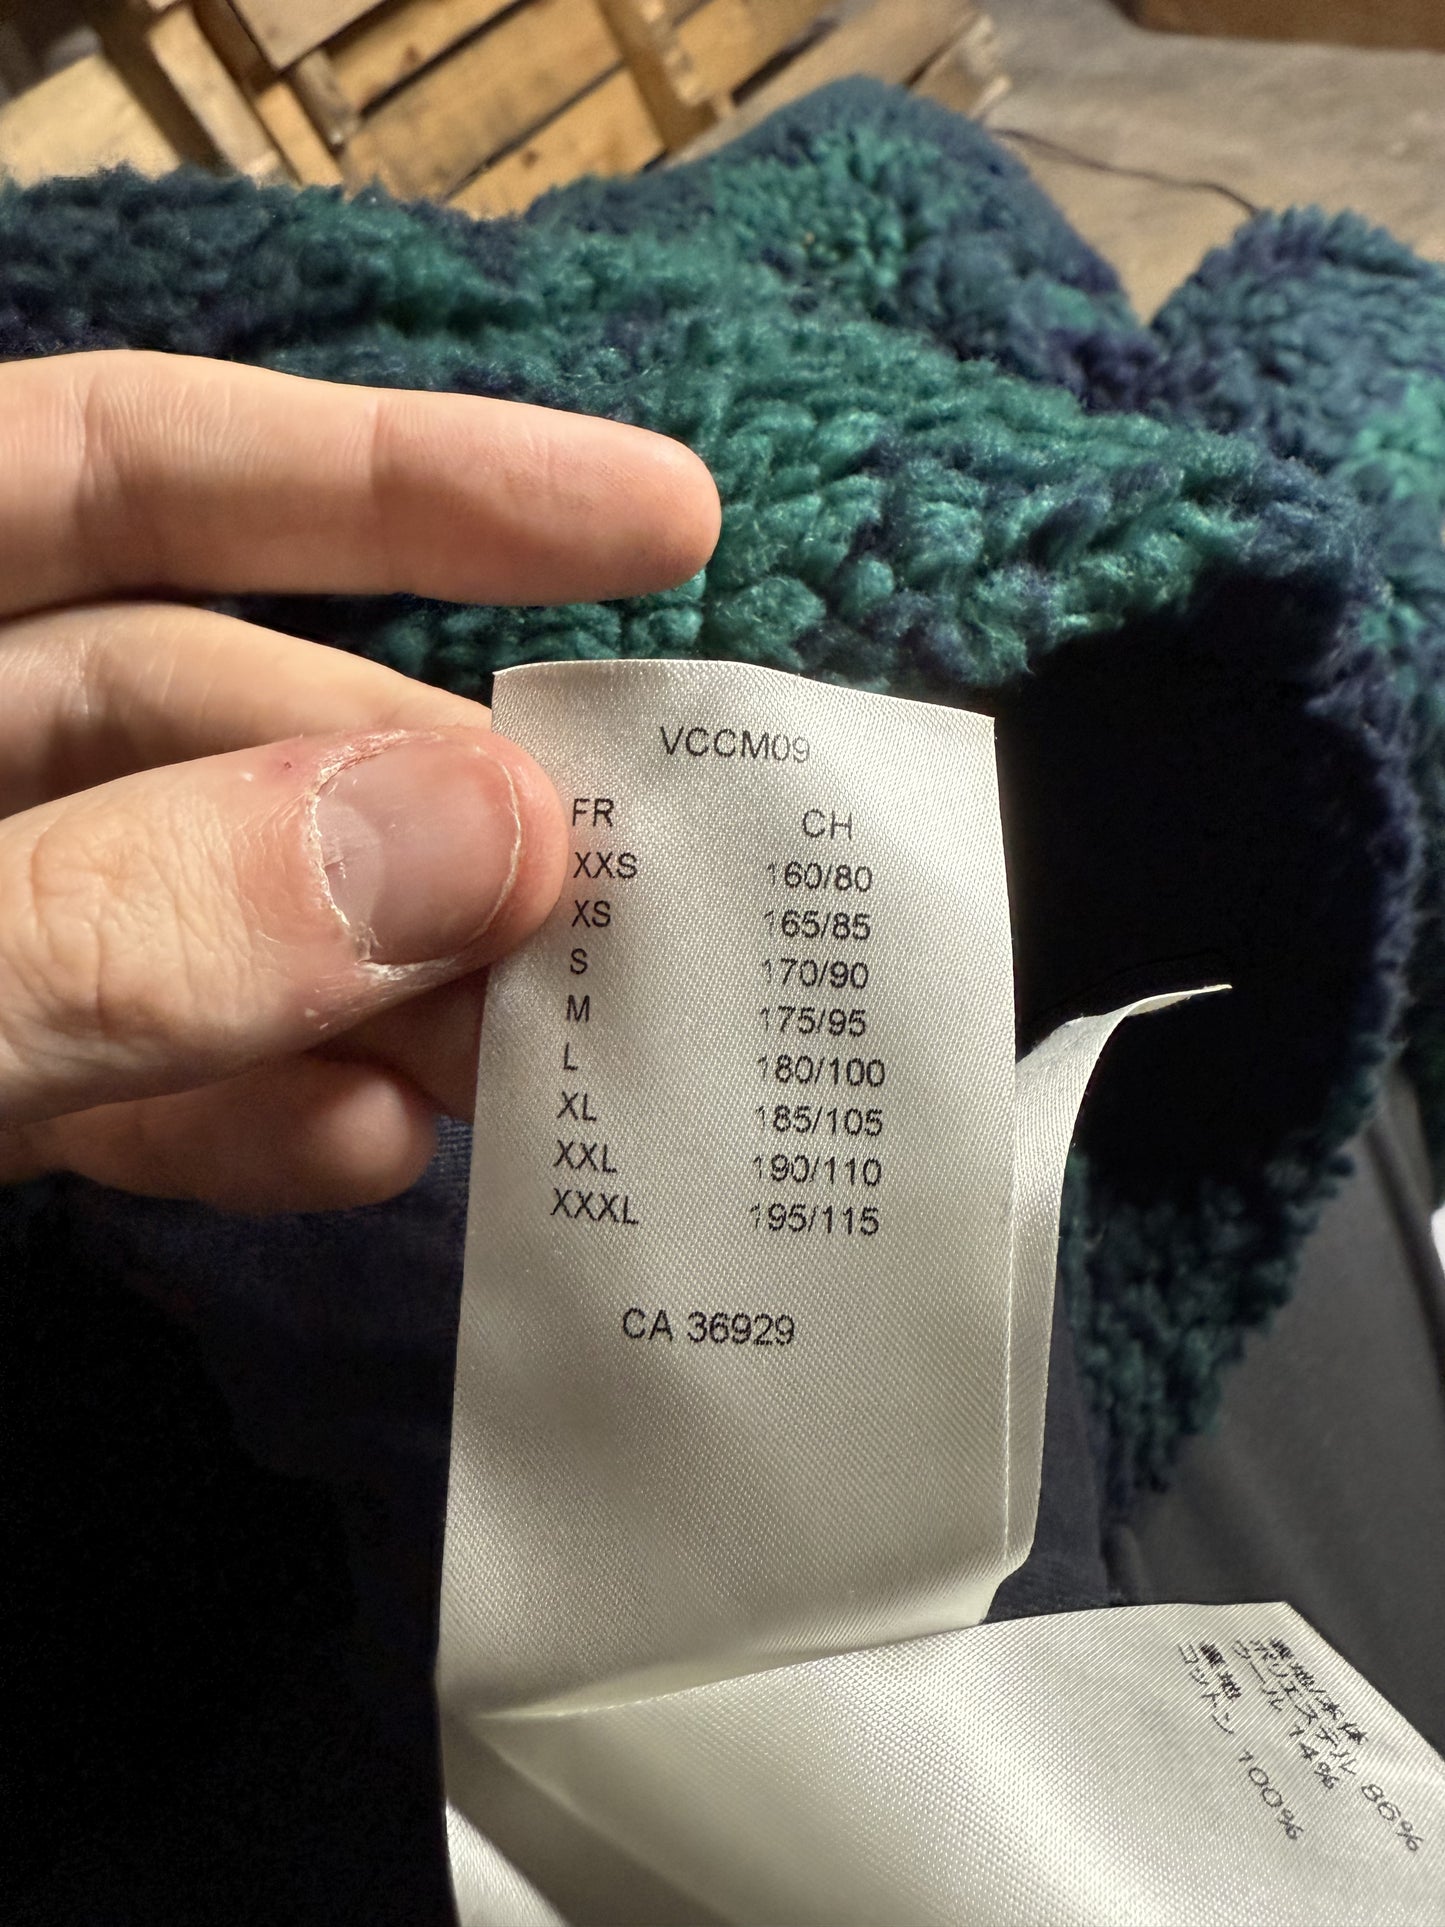 VCCM09
FR CH
XXS 160/80
XS 165/85
S 170/90
M 175/95
L 180/100
XL 185/105
XXL 190/110
XXXL 195/115
CA 36929
ポリエステル 86%
ウール 14%
コットン 100%